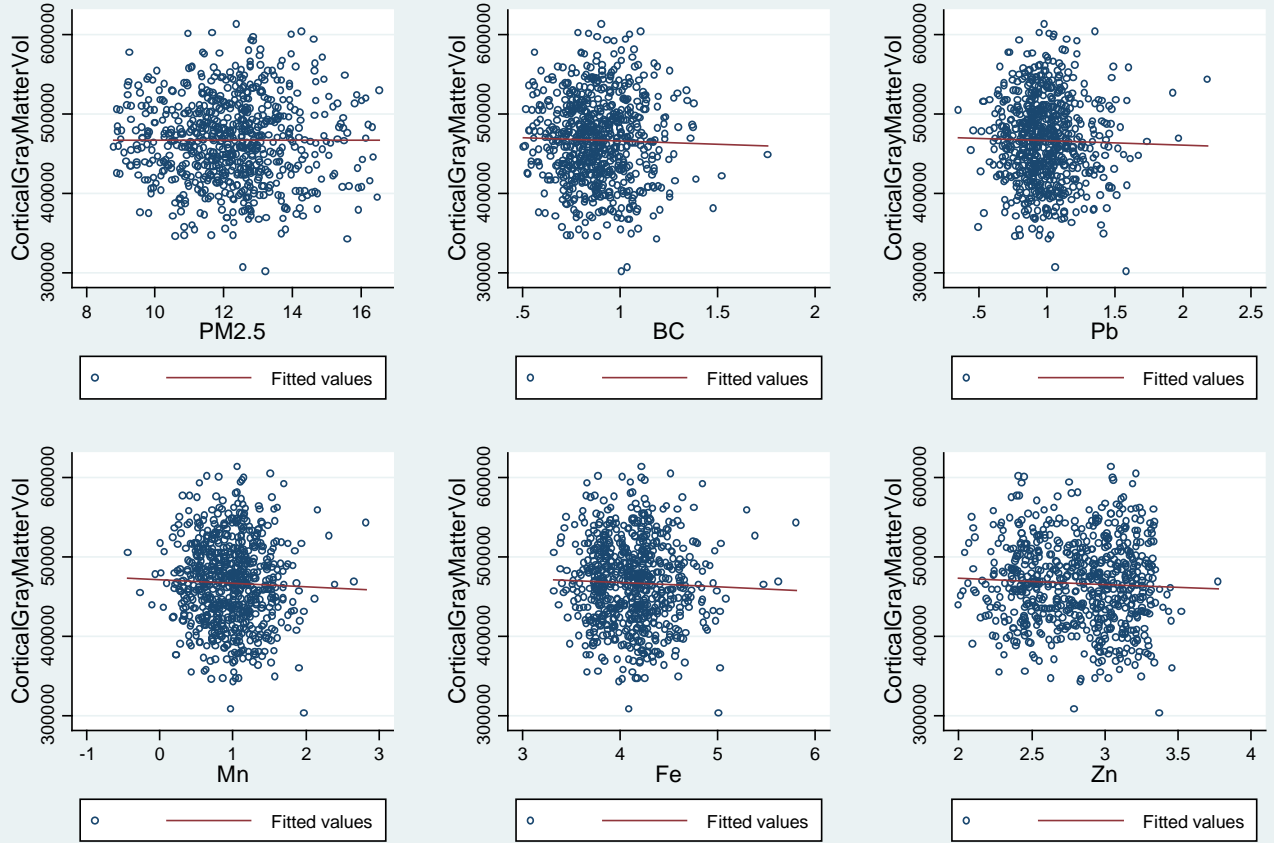 CorticalGrayMatterVol
600000
500000
400000
300000
8 10 12 14 16
PM2.5
Fitted values
CorticalGrayMatterVol
600000
500000
400000
300000
.5 1 1.5 2
BC
Fitted values
CorticalGrayMatterVol
600000
500000
400000
300000
.5 1 1.5 2 2.5
Pb
Fitted values
CorticalGrayMatterVol
600000
500000
400000
300000
-1 0 1 2 3
Mn
Fitted values
CorticalGrayMatterVol
600000
500000
400000
300000
3 4 5 6
Fe
Fitted values
CorticalGrayMatterVol
600000
500000
400000
300000
2 2.5 3 3.5 4
Zn
Fitted values